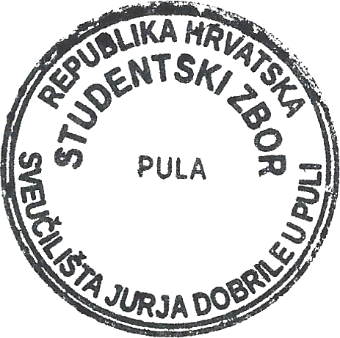 REPUBLIKA HRVATSKA
STUDENTSKI ZBOR
PULA
SVEUČILIŠTA JURJA DOBRILE U PULI